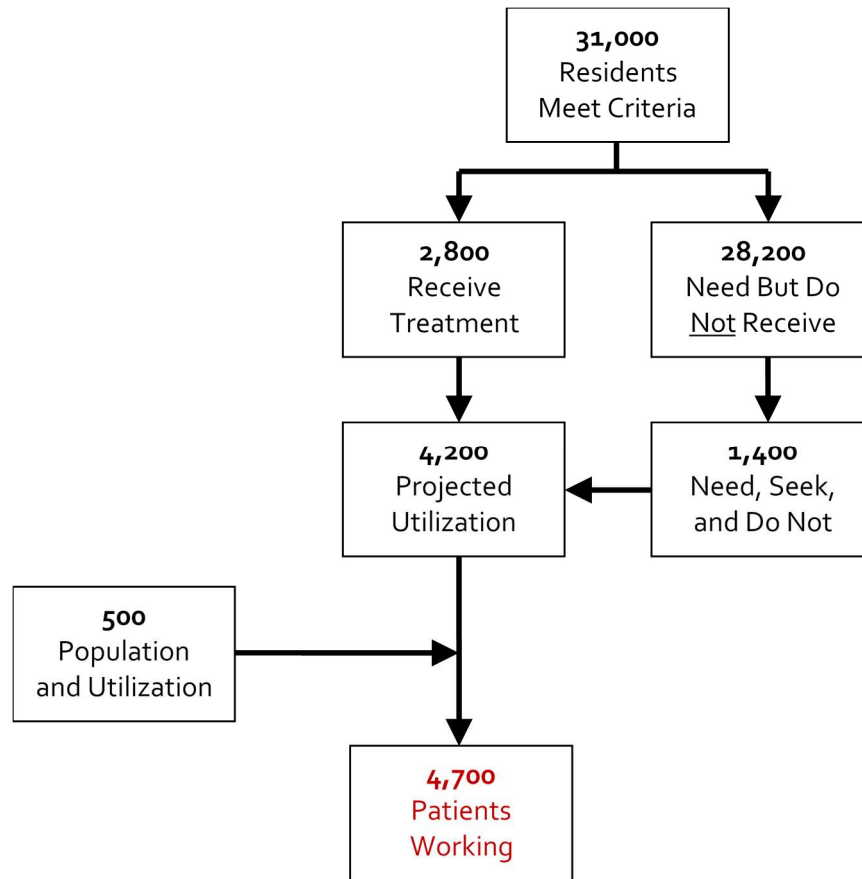 31,000
Residents
Meet Criteria
2,800
Receive
Treatment
28,200
Need But Do
Not Receive
4,200
Projected
Utilization
1,400
Need, Seek,
and Do Not
500
Population
and Utilization
4,700
Patients
Working